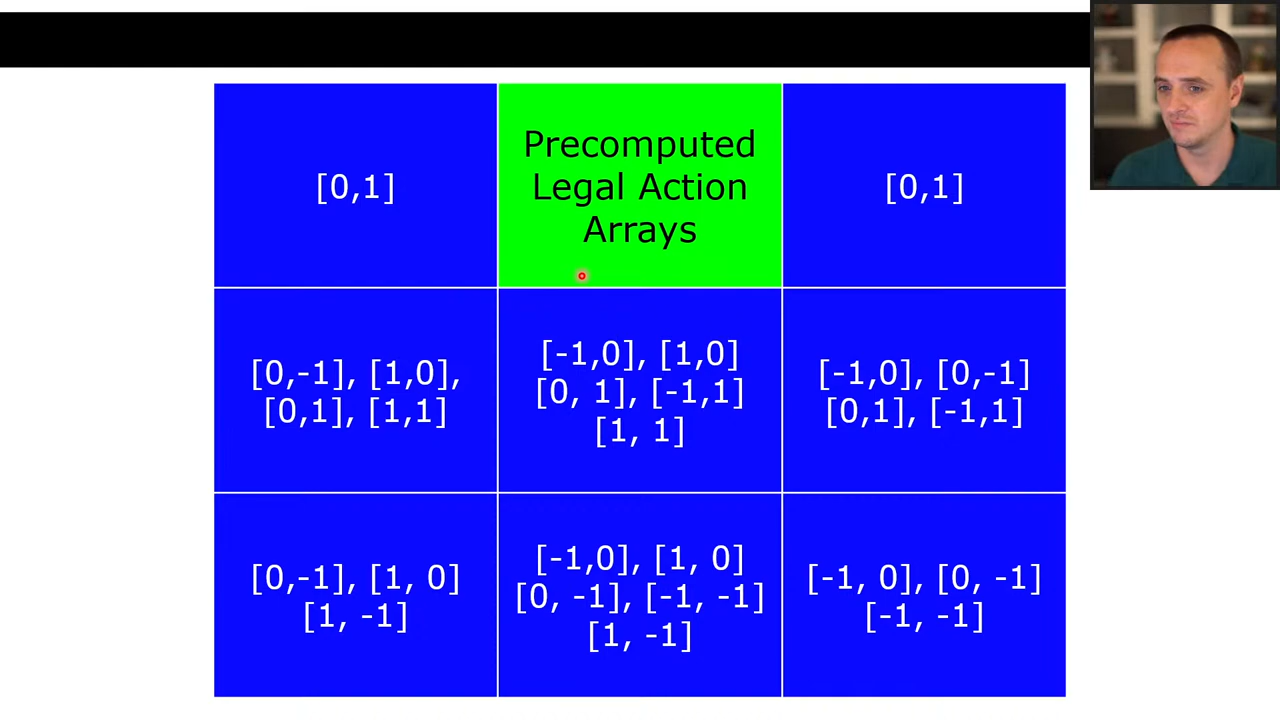 [0,1]
Precomputed
Legal Action
Arrays
[0,1]
[0,-1], [1,0],
[0,1], [1,1]
[-1,0], [1,0]
[0, 1], [-1,1]
[1, 1]
[-1,0], [0,-1]
[0,1], [-1,1]
[0,-1], [1, 0]
[1, -1]
[-1,0], [1, 0]
[0, -1], [-1, -1]
[1, -1]
[-1, 0], [0, -1]
[-1, -1]